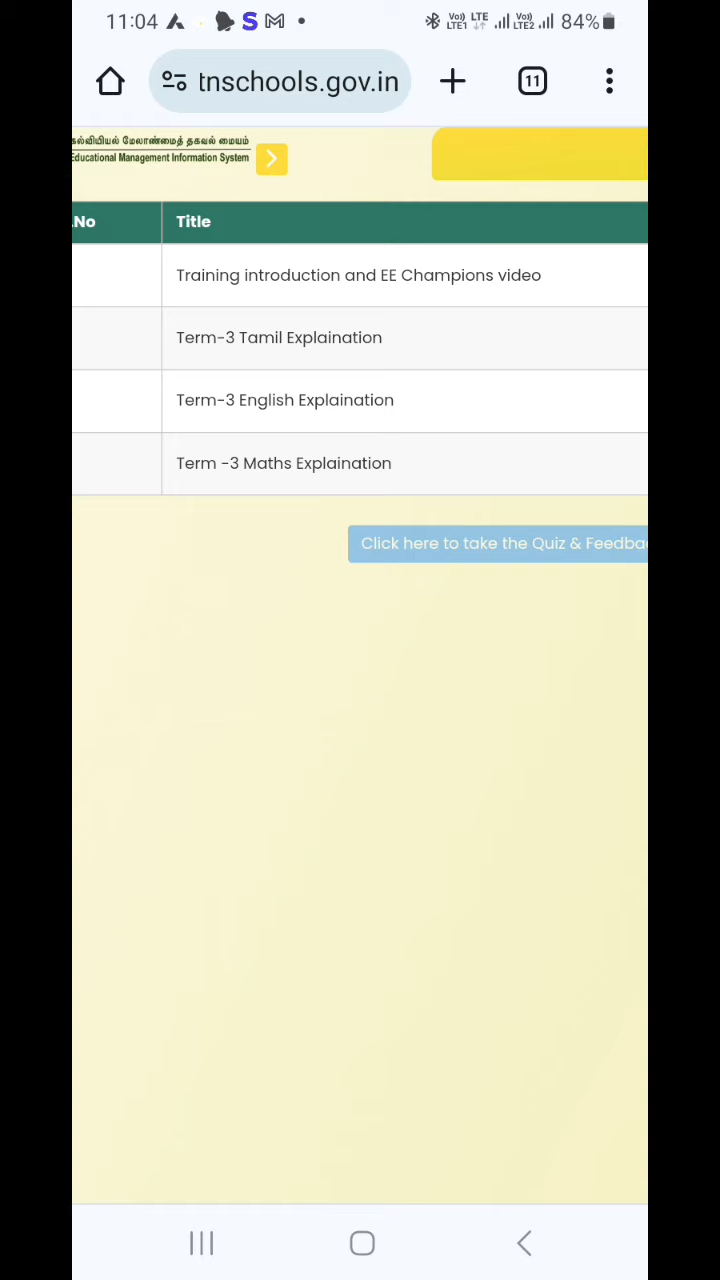 11:04 84%
tnschools.gov.in 11
கல்வியியல் மேலாண்மைத் தகவல் மையம்
Educational Management Information System
.No Title
Training introduction and EE Champions video
Term-3 Tamil Explaination
Term-3 English Explaination
Term -3 Maths Explaination
Click here to take the Quiz & Feedba